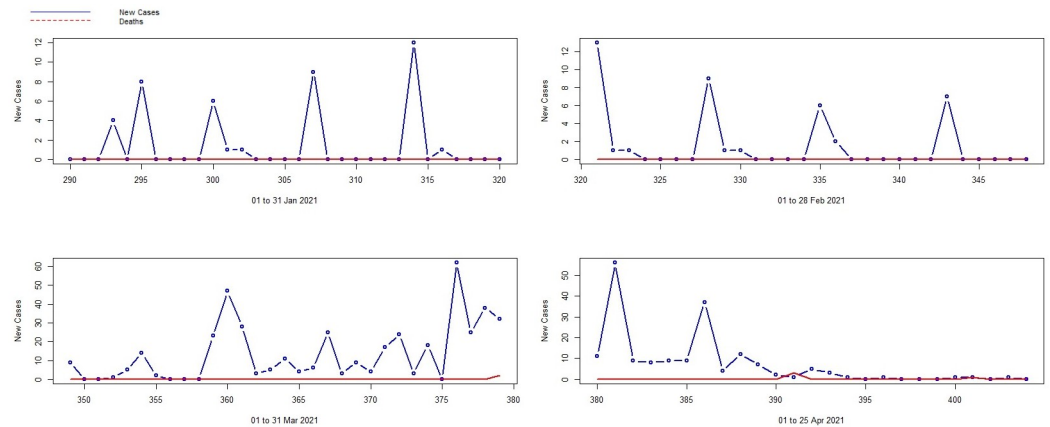 New Cases
Deaths
New Cases
0 2 4 6 8 10 12
290 295 300 305 310 315 320
01 to 31 Jan 2021
New Cases
0 2 4 6 8 10 12
320 325 330 335 340 345
01 to 28 Feb 2021
New Cases
0 10 20 30 40 50 60
350 355 360 365 370 375 380
01 to 31 Mar 2021
New Cases
0 10 20 30 40 50
380 385 390 395 400
01 to 25 Apr 2021